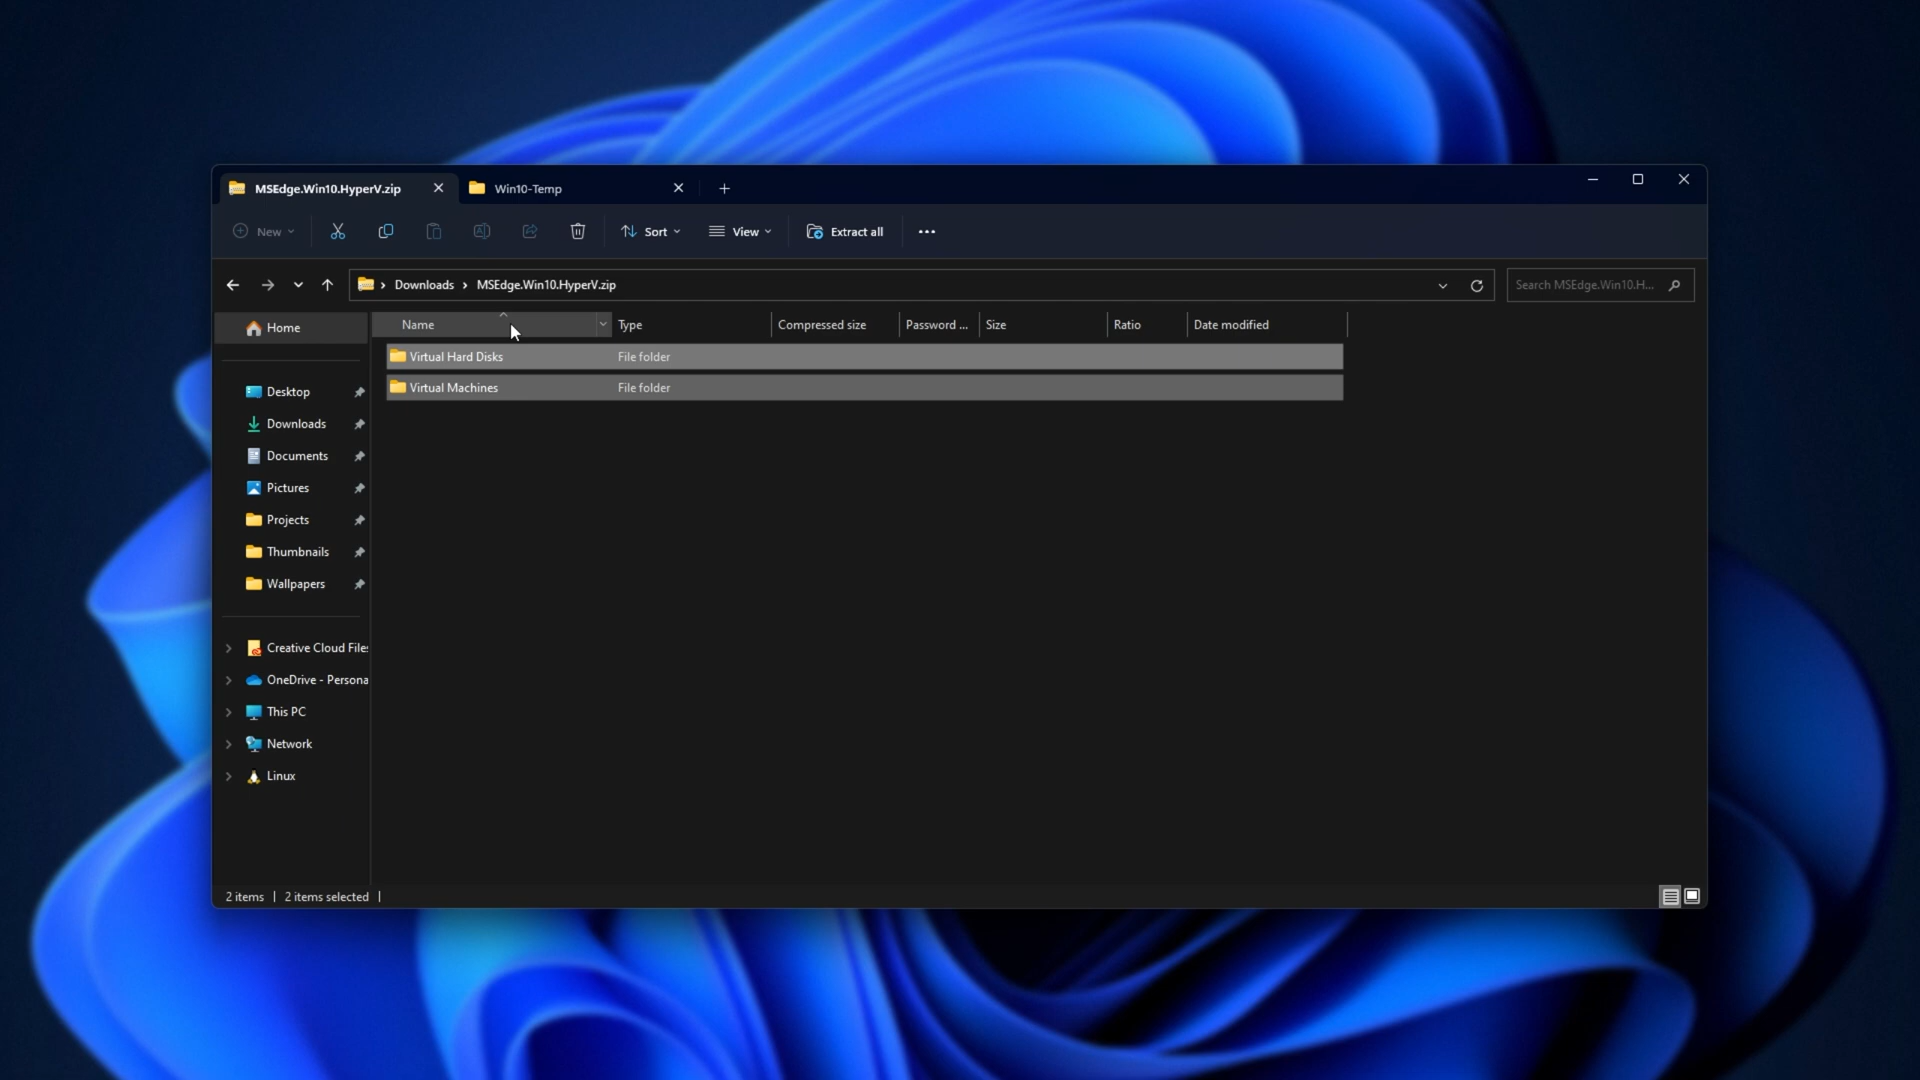 MSEdge.Win10.HyperV.zip
Win10-Temp
New
Sort
View
Extract all
Downloads
MSEdge.Win10.HyperV.zip
Search MSEdge.Win10.H...
Home
Name
Type
Compressed size
Password ...
Size
Ratio
Date modified
Virtual Hard Disks
File folder
Virtual Machines
File folder
Desktop
Downloads
Documents
Pictures
Projects
Thumbnails
Wallpapers
Creative Cloud Files
OneDrive - Persona
This PC
Network
Linux
2 items
2 items selected